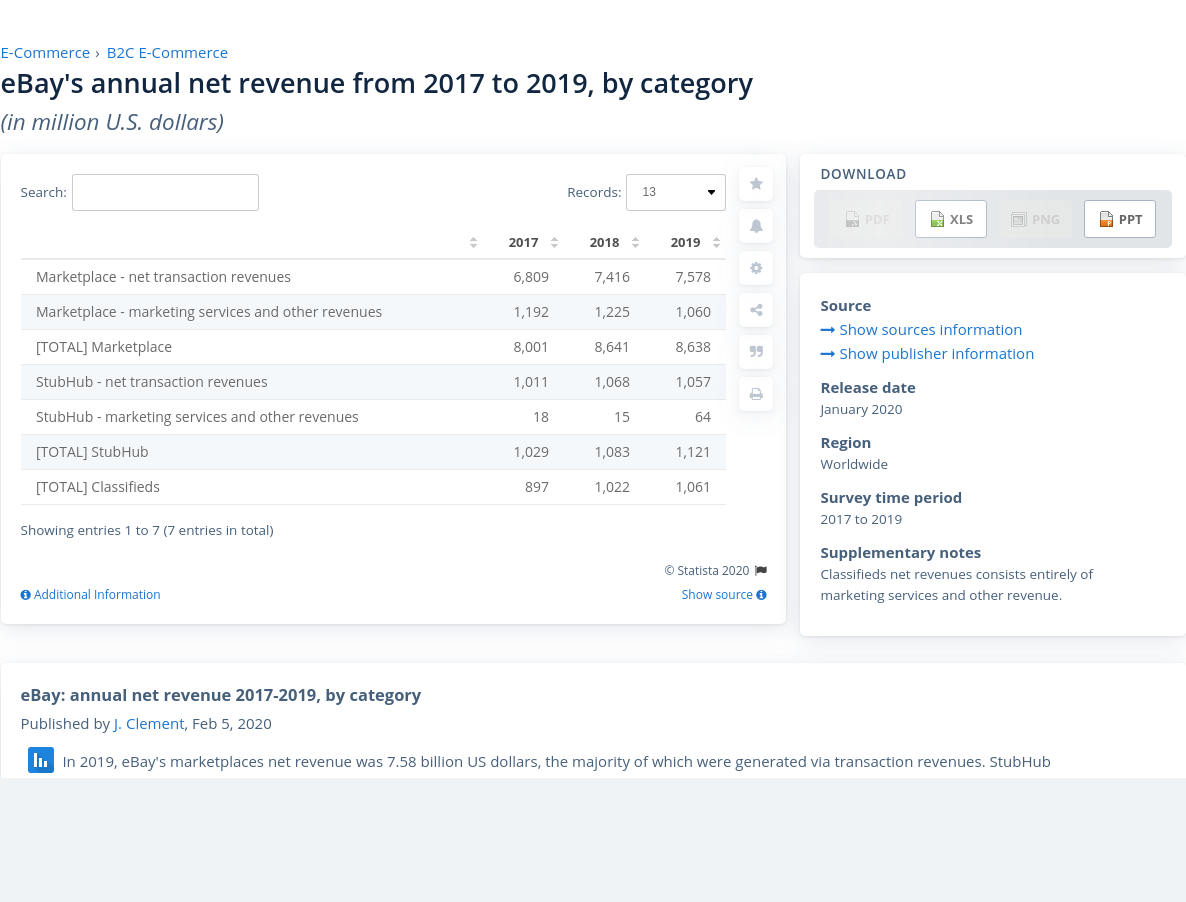 E-Commerce › B2C E-Commerce
eBay's annual net revenue from 2017 to 2019, by category
(in million U.S. dollars)
Search: Records: 13
2017 2018 2019
Marketplace - net transaction revenues 6,809 7,416 7,578
Marketplace - marketing services and other revenues 1,192 1,225 1,060
[TOTAL] Marketplace 8,001 8,641 8,638
StubHub - net transaction revenues 1,011 1,068 1,057
StubHub - marketing services and other revenues 18 15 64
[TOTAL] StubHub 1,029 1,083 1,121
[TOTAL] Classifieds 897 1,022 1,061
Showing entries 1 to 7 (7 entries in total)
© Statista 2020
Additional Information Show source
DOWNLOAD
PDF XLS PNG PPT
Source
Show sources information
Show publisher information
Release date
January 2020
Region
Worldwide
Survey time period
2017 to 2019
Supplementary notes
Classifieds net revenues consists entirely of
marketing services and other revenue.
eBay: annual net revenue 2017-2019, by category
Published by J. Clement, Feb 5, 2020
In 2019, eBay's marketplaces net revenue was 7.58 billion US dollars, the majority of which were generated via transaction revenues. StubHub